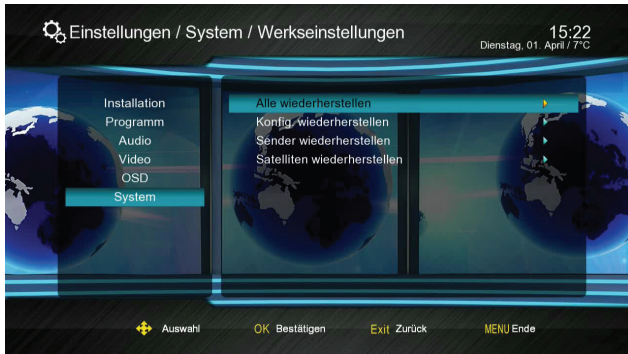 Einstellungen / System / Werkseinstellungen
15:22
Dienstag, 01. April / 7°C
Installation
Programm
Audio
Video
OSD
System
Alle wiederherstellen
Konfig. wiederherstellen
Sender wiederherstellen
Satelliten wiederherstellen
Auswahl
OK Bestätigen
Exit Zurück
MENU Ende